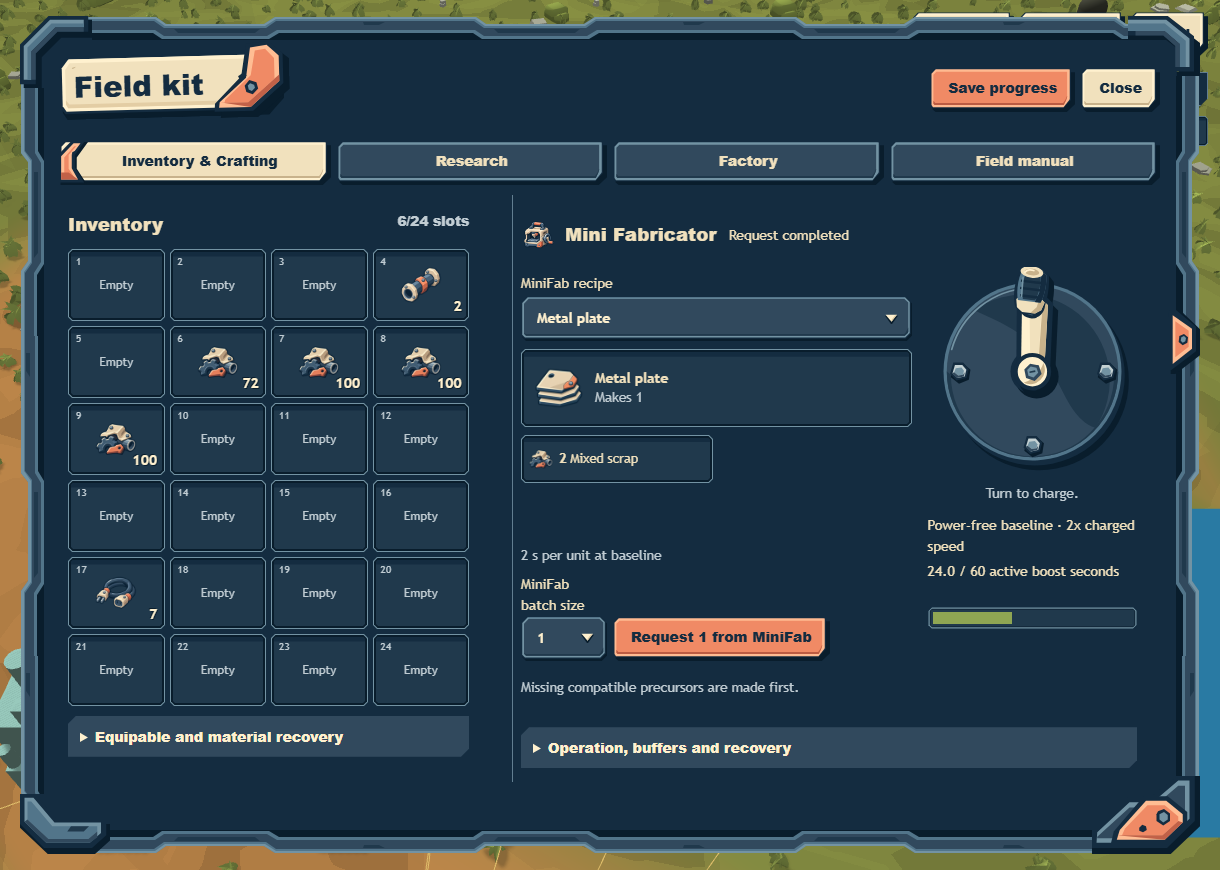 Field kit
Save progress
Close
Inventory & Crafting
Research
Factory
Field manual
Inventory
6/24 slots
1
Empty
2
Empty
3
Empty
4
2
5
Empty
6
72
7
100
8
100
9
100
10
Empty
11
Empty
12
Empty
13
Empty
14
Empty
15
Empty
16
Empty
17
7
18
Empty
19
Empty
20
Empty
21
Empty
22
Empty
23
Empty
24
Empty
Equipable and material recovery
Mini Fabricator
Request completed
MiniFab recipe
Metal plate
Metal plate
Makes 1
2 Mixed scrap
2 s per unit at baseline
MiniFab
batch size
1
Request 1 from MiniFab
Missing compatible precursors are made first.
Operation, buffers and recovery
Turn to charge.
Power-free baseline · 2x charged
speed
24.0 / 60 active boost seconds